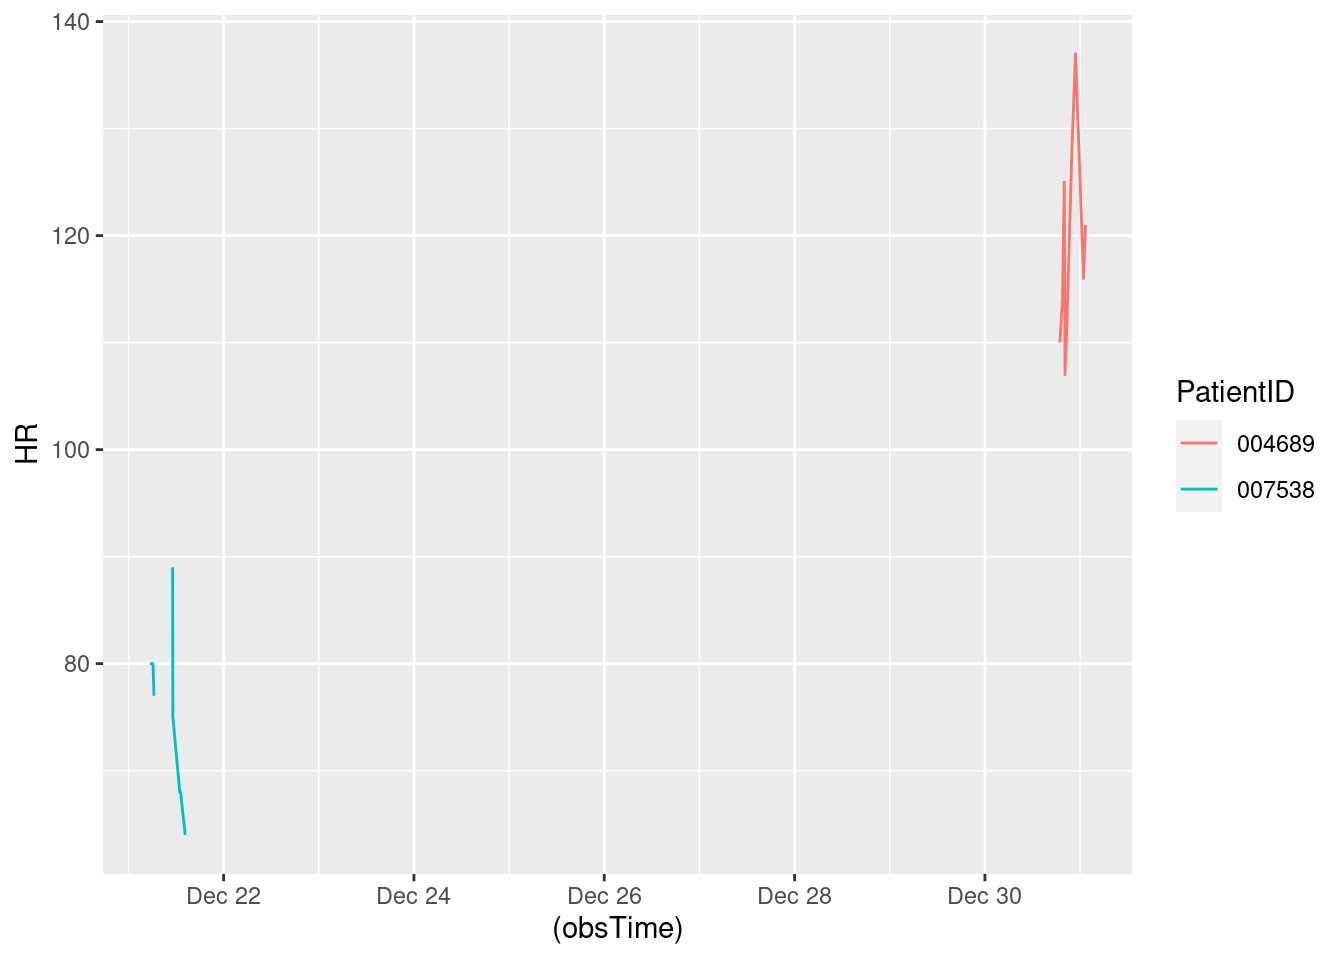 140
120
100
80
HR
Dec 22
Dec 24
Dec 26
Dec 28
Dec 30
(obsTime)
PatientID
004689
007538